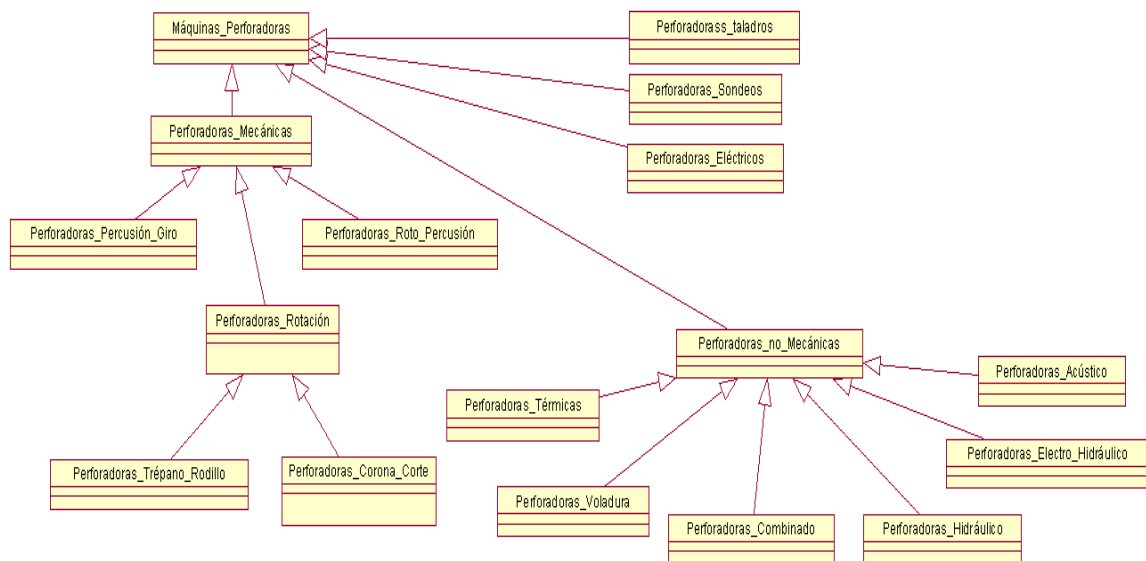 Máquinas_Perforadoras
Perforadorass_taladros
Perforadoras_Sondeos
Perforadoras_Mecánicas
Perforadoras_Eléctricos
Perforadoras_Percusión_Giro
Perforadoras_Roto_Percusión
Perforadoras_Rotación
Perforadoras_no_Mecánicas
Perforadoras_Acústico
Perforadoras_Térmicas
Perforadoras_Electro_Hidráulico
Perforadoras_Trépano_Rodillo
Perforadoras_Corona_Corte
Perforadoras_Voladura
Perforadoras_Combinado
Perforadoras_Hidráulico